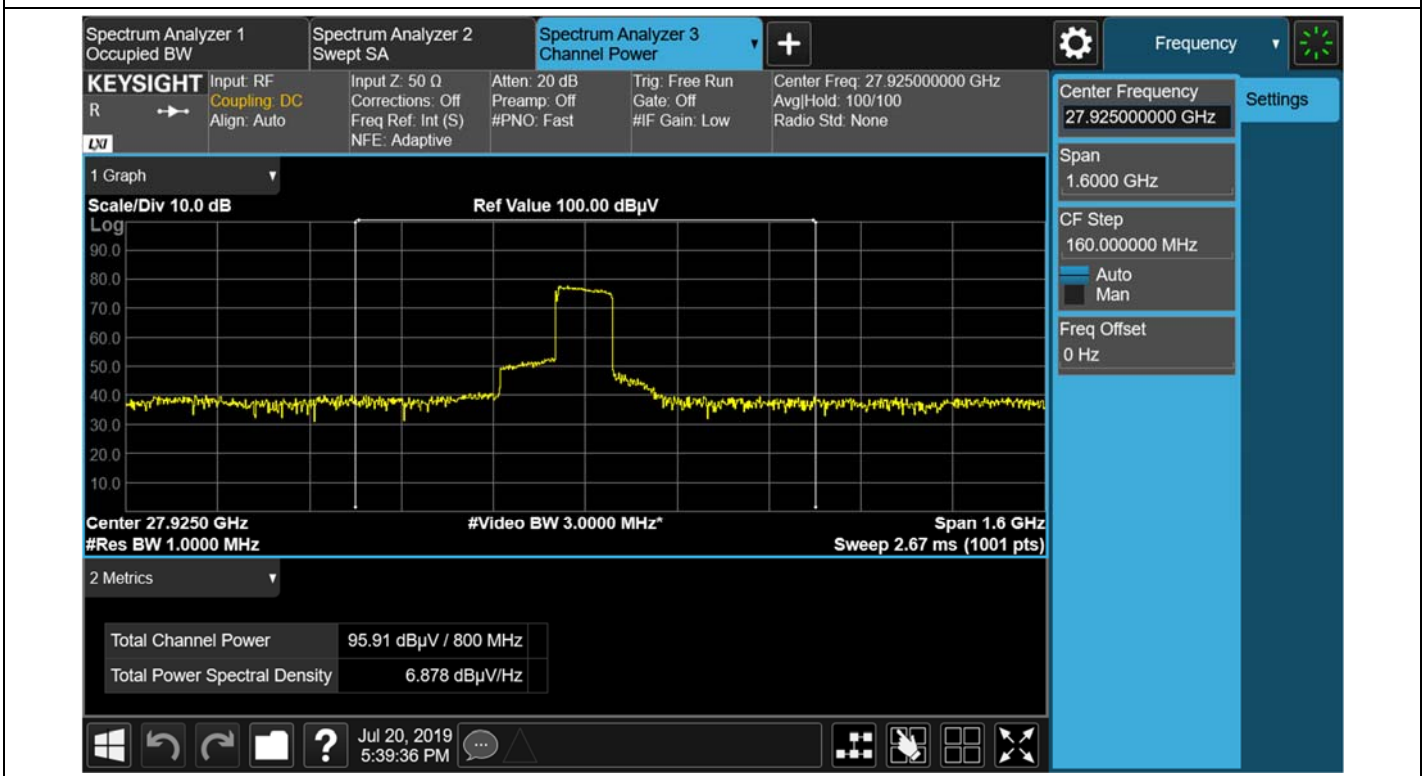 Spectrum Analyzer 1
Occupied BW
Spectrum Analyzer 2
Swept SA
Spectrum Analyzer 3
Channel Power
Frequency
KEYSIGHT
R
LXI
Input: RF
Coupling: DC
Align: Auto
Input Z: 50 Ω
Corrections: Off
Freq Ref: Int (S)
NFE: Adaptive
Atten: 20 dB
Preamp: Off
#PNO: Fast
Trig: Free Run
Gate: Off
#IF Gain: Low
Center Freq: 27.925000000 GHz
Avg|Hold: 100/100
Radio Std: None
Center Frequency
27.925000000 GHz
Settings
Span
1.6000 GHz
CF Step
160.000000 MHz
Auto
Man
Freq Offset
0 Hz
1 Graph
Scale/Div 10.0 dB
Ref Value 100.00 dBµV
Log
90.0
80.0
70.0
60.0
50.0
40.0
30.0
20.0
10.0
Center 27.9250 GHz
#Video BW 3.0000 MHz*
Span 1.6 GHz
#Res BW 1.0000 MHz
Sweep 2.67 ms (1001 pts)
2 Metrics
Total Channel Power 95.91 dBµV / 800 MHz
Total Power Spectral Density 6.878 dBµV/Hz
?
Jul 20, 2019
5:39:36 PM